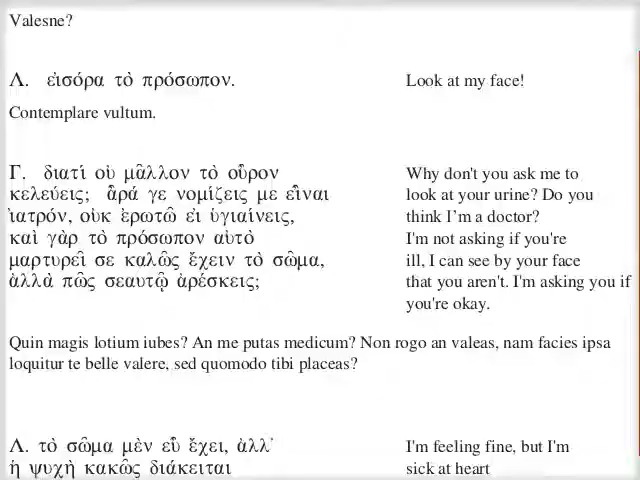 Valesne?
Λ. εἰσόρα τὸ πρόσωπον.
Look at my face!
Contemplare vultum.
Γ. διατί οὐ μᾶλλον τὸ οὖρον
κελεύεις; ἆρά γε νομίζεις με εἶναι
ἰατρόν, οὐκ ἐρωτῶ εἰ ὑγιαίνεις,
καὶ γὰρ τὸ πρόσωπον αὐτὸ
μαρτυρεῖ σε καλῶς ἔχειν τὸ σῶμα,
ἀλλὰ πῶς σεαυτῷ ἀρέσκεις;
Why don't you ask me to
look at your urine? Do you
think I’m a doctor?
I'm not asking if you're
ill, I can see by your face
that you aren't. I'm asking you if
you're okay.
Quin magis lotium iubes? An me putas medicum? Non rogo an valeas, nam facies ipsa
loquitur te belle valere, sed quomodo tibi placeas?
Λ. τὸ σῶμα μὲν εὖ ἔχει, ἀλλ᾽
ἡ ψυχὴ κακῶς διάκειται
I'm feeling fine, but I'm
sick at heart